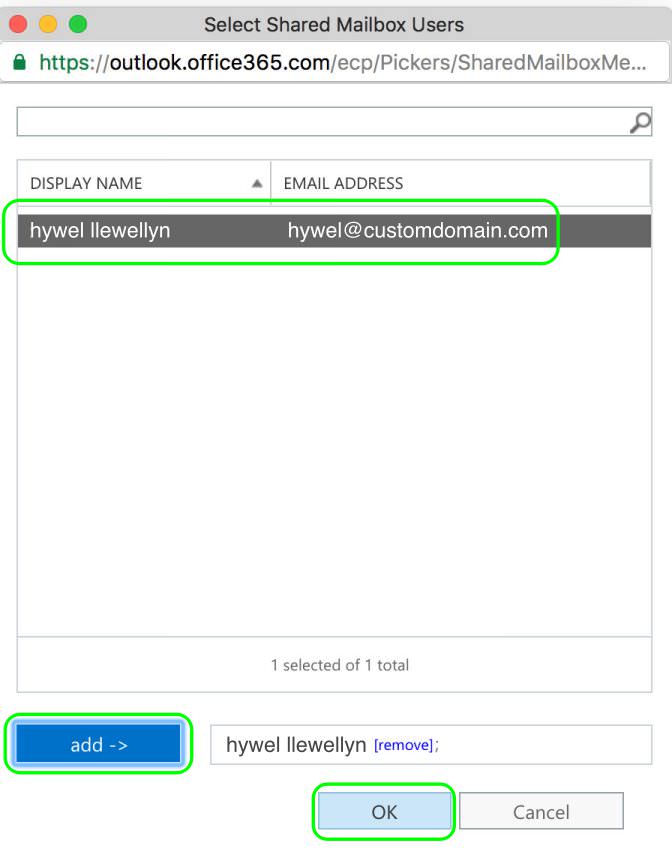 Select Shared Mailbox Users
https://outlook.office365.com/ecp/Pickers/SharedMailboxMe...
DISPLAY NAME EMAIL ADDRESS
hywel llewellyn hywel@customdomain.com
1 selected of 1 total
add -> hywel llewellyn [remove];
OK Cancel